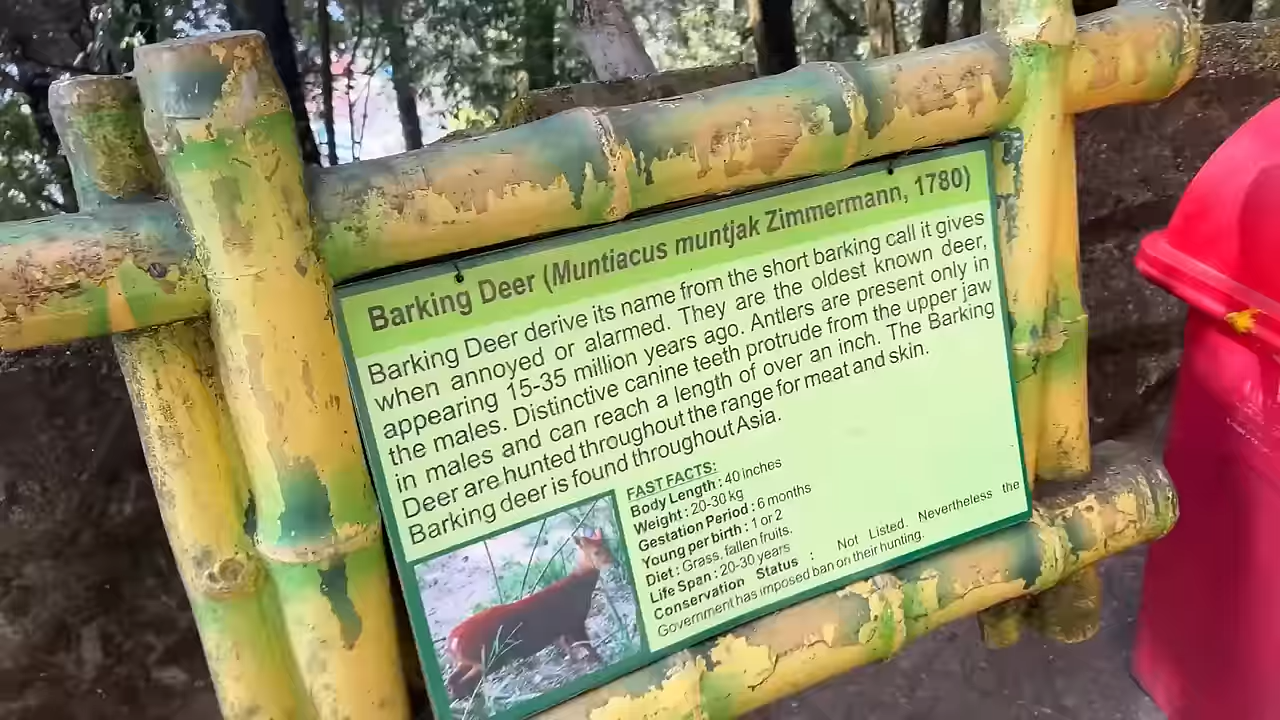 Barking Deer (Muntiacus muntjak Zimmermann, 1780)
Barking Deer derive its name from the short barking call it gives
when annoyed or alarmed. They are the oldest known deer,
appearing 15-35 million years ago. Antlers are present only in
the males. Distinctive canine teeth protrude from the upper jaw
in males and can reach a length of over an inch. The Barking
Deer are hunted throughout the range for meat and skin.
Barking deer is found throughout Asia.
FAST FACTS:
Body Length : 40 inches
Weight : 20-30 kg
Gestation Period : 6 months
Young per birth : 1 or 2
Diet : Grass, fallen fruits.
Life Span : 20-30 years
Conservation Status : Not Listed. Nevertheless the
Government has imposed ban on their hunting.